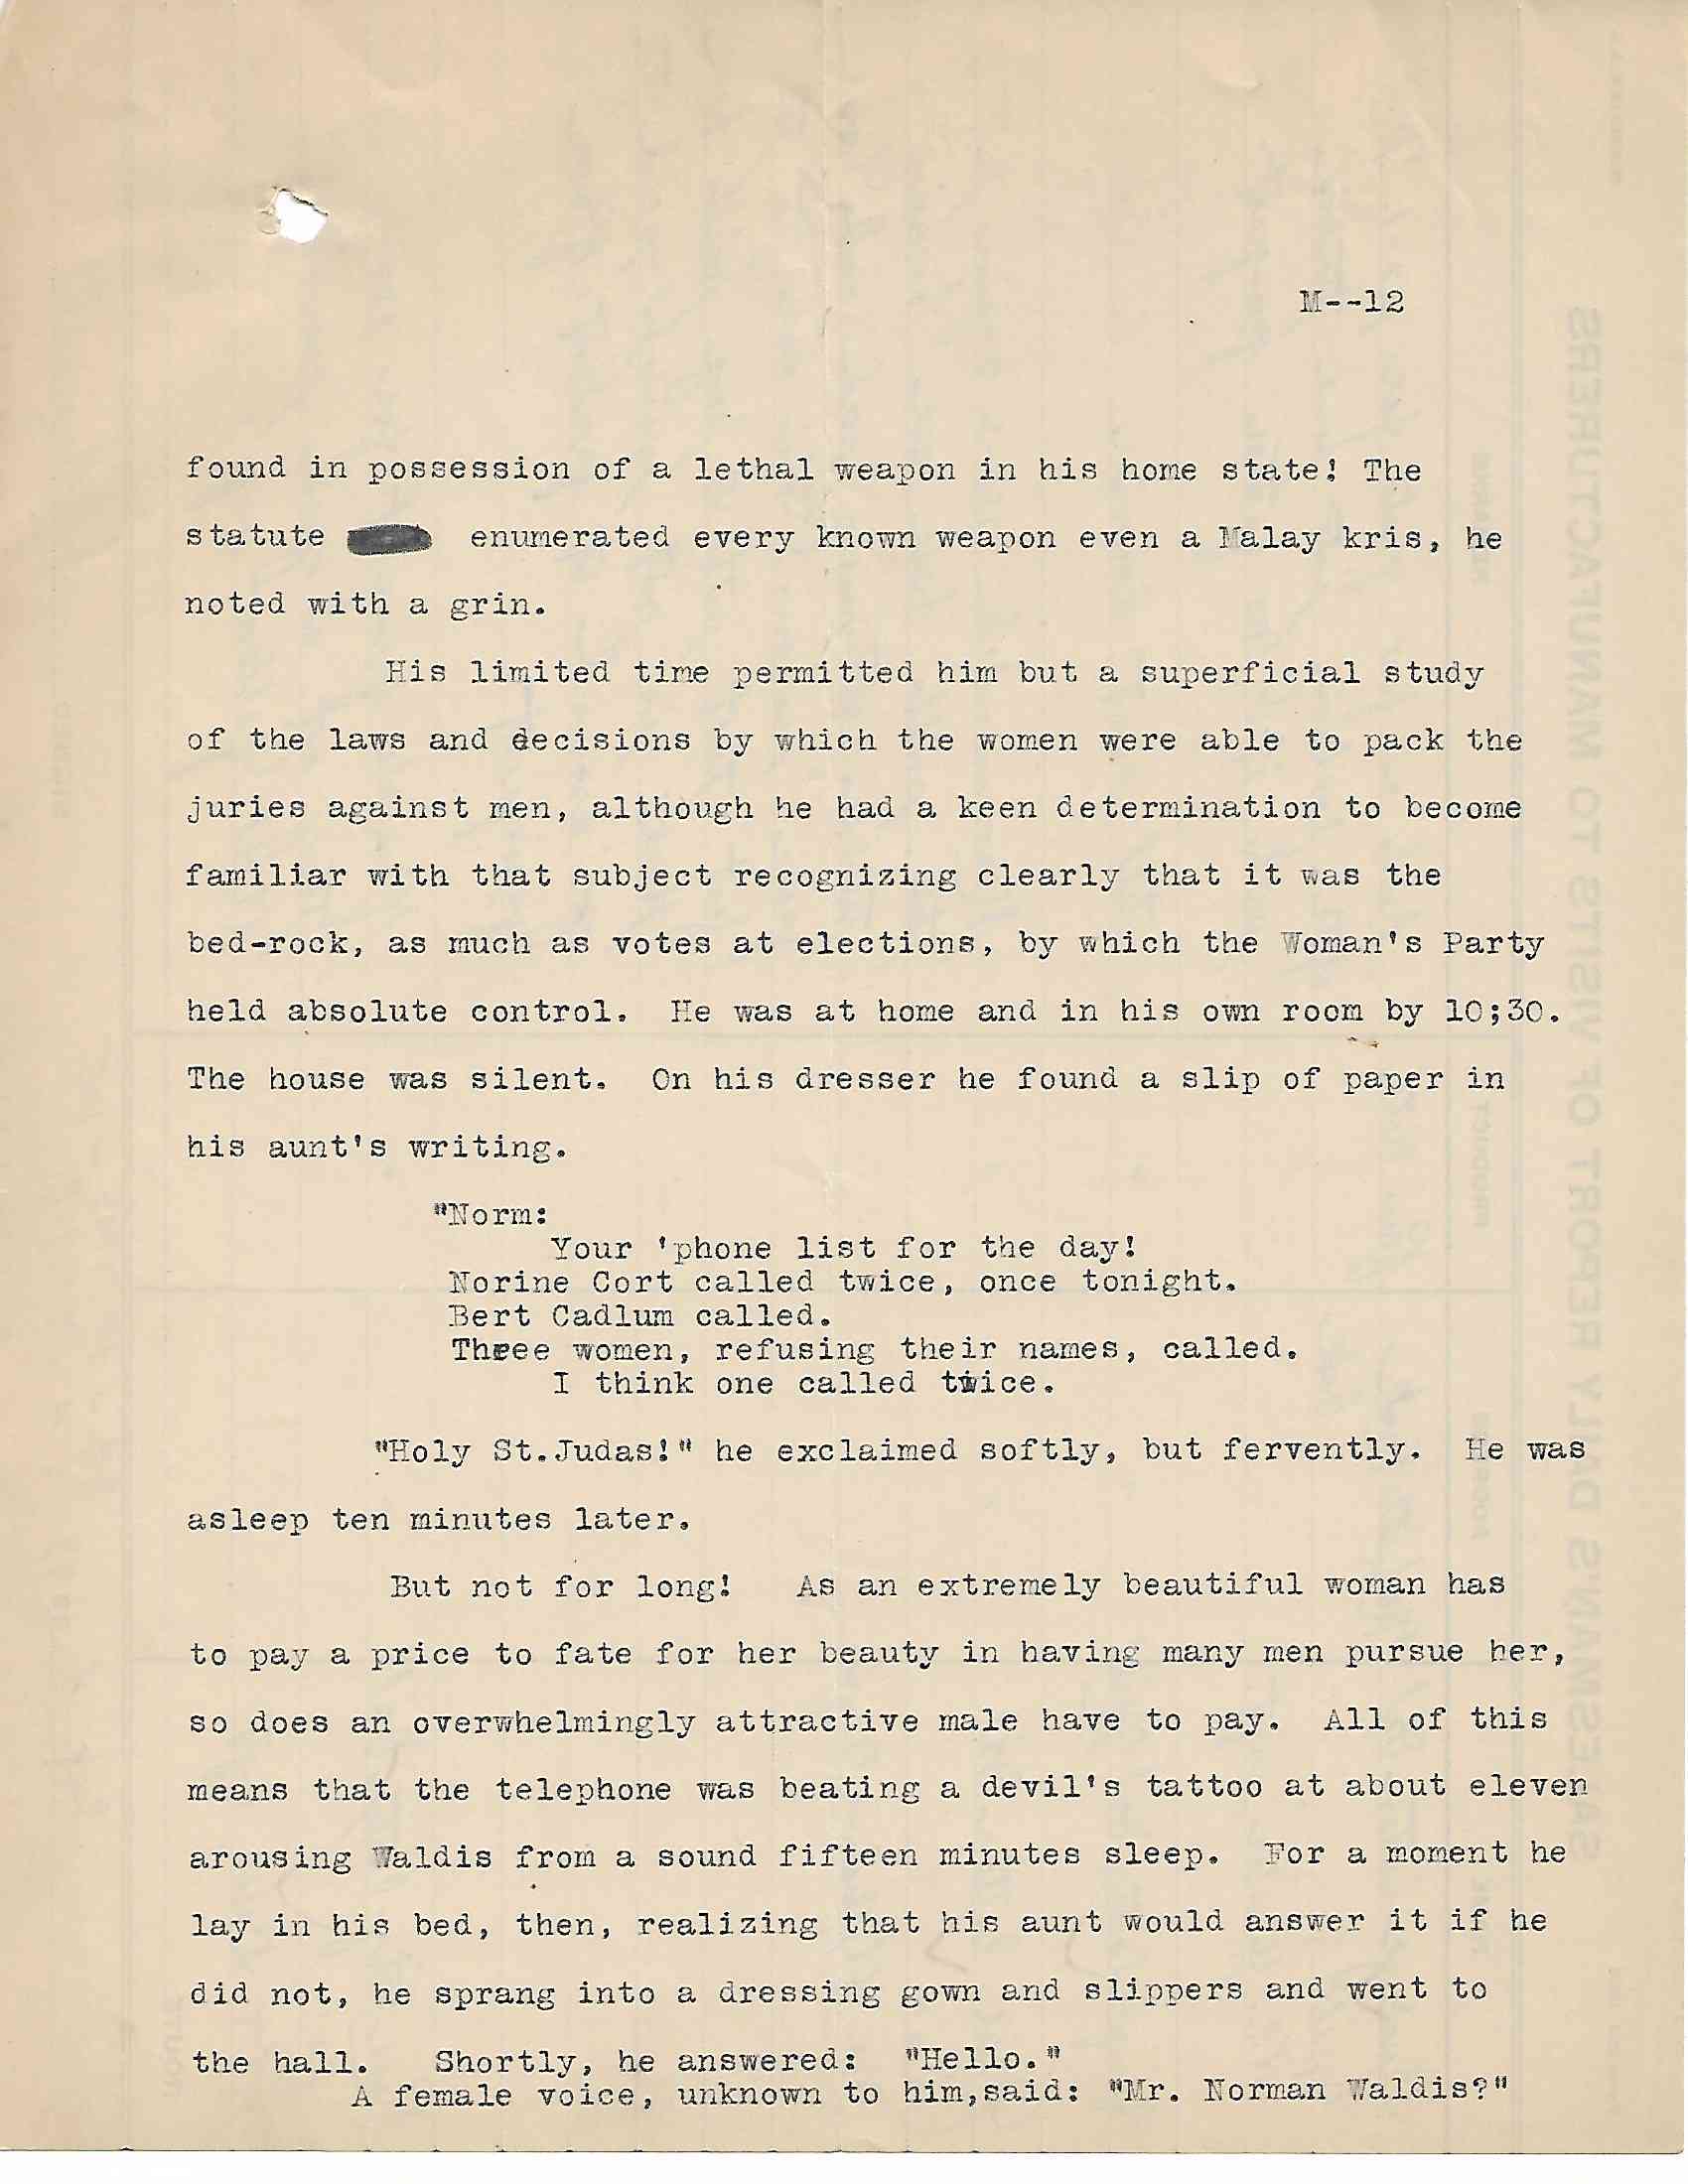 M--12
found in possession of a lethal weapon in his home state! The
statute enumerated every known weapon even a Malay kris, he
noted with a grin.
His limited time permitted him but a superficial study
of the laws and decisions by which the women were able to pack the
juries against men, although he had a keen determination to become
familiar with that subject recognizing clearly that it was the
bed-rock, as much as votes at elections, by which the Woman's Party
held absolute control. He was at home and in his own room by 10;30.
The house was silent. On his dresser he found a slip of paper in
his aunt's writing.
"Norm:
Your 'phone list for the day!
Norine Cort called twice, once tonight.
Bert Cadlum called.
Three women, refusing their names, called.
I think one called twice.
"Holy St.Judas!" he exclaimed softly, but fervently. He was
asleep ten minutes later.
But not for long! As an extremely beautiful woman has
to pay a price to fate for her beauty in having many men pursue her,
so does an overwhelmingly attractive male have to pay. All of this
means that the telephone was beating a devil's tattoo at about eleven
arousing Waldis from a sound fifteen minutes sleep. For a moment he
lay in his bed, then, realizing that his aunt would answer it if he
did not, he sprang into a dressing gown and slippers and went to
the hall. Shortly, he answered: "Hello."
A female voice, unknown to him,said: "Mr. Norman Waldis?"
SALESMAN'S DAILY REPORT OF VISITS TO MANUFACTURERS
PRODUCT